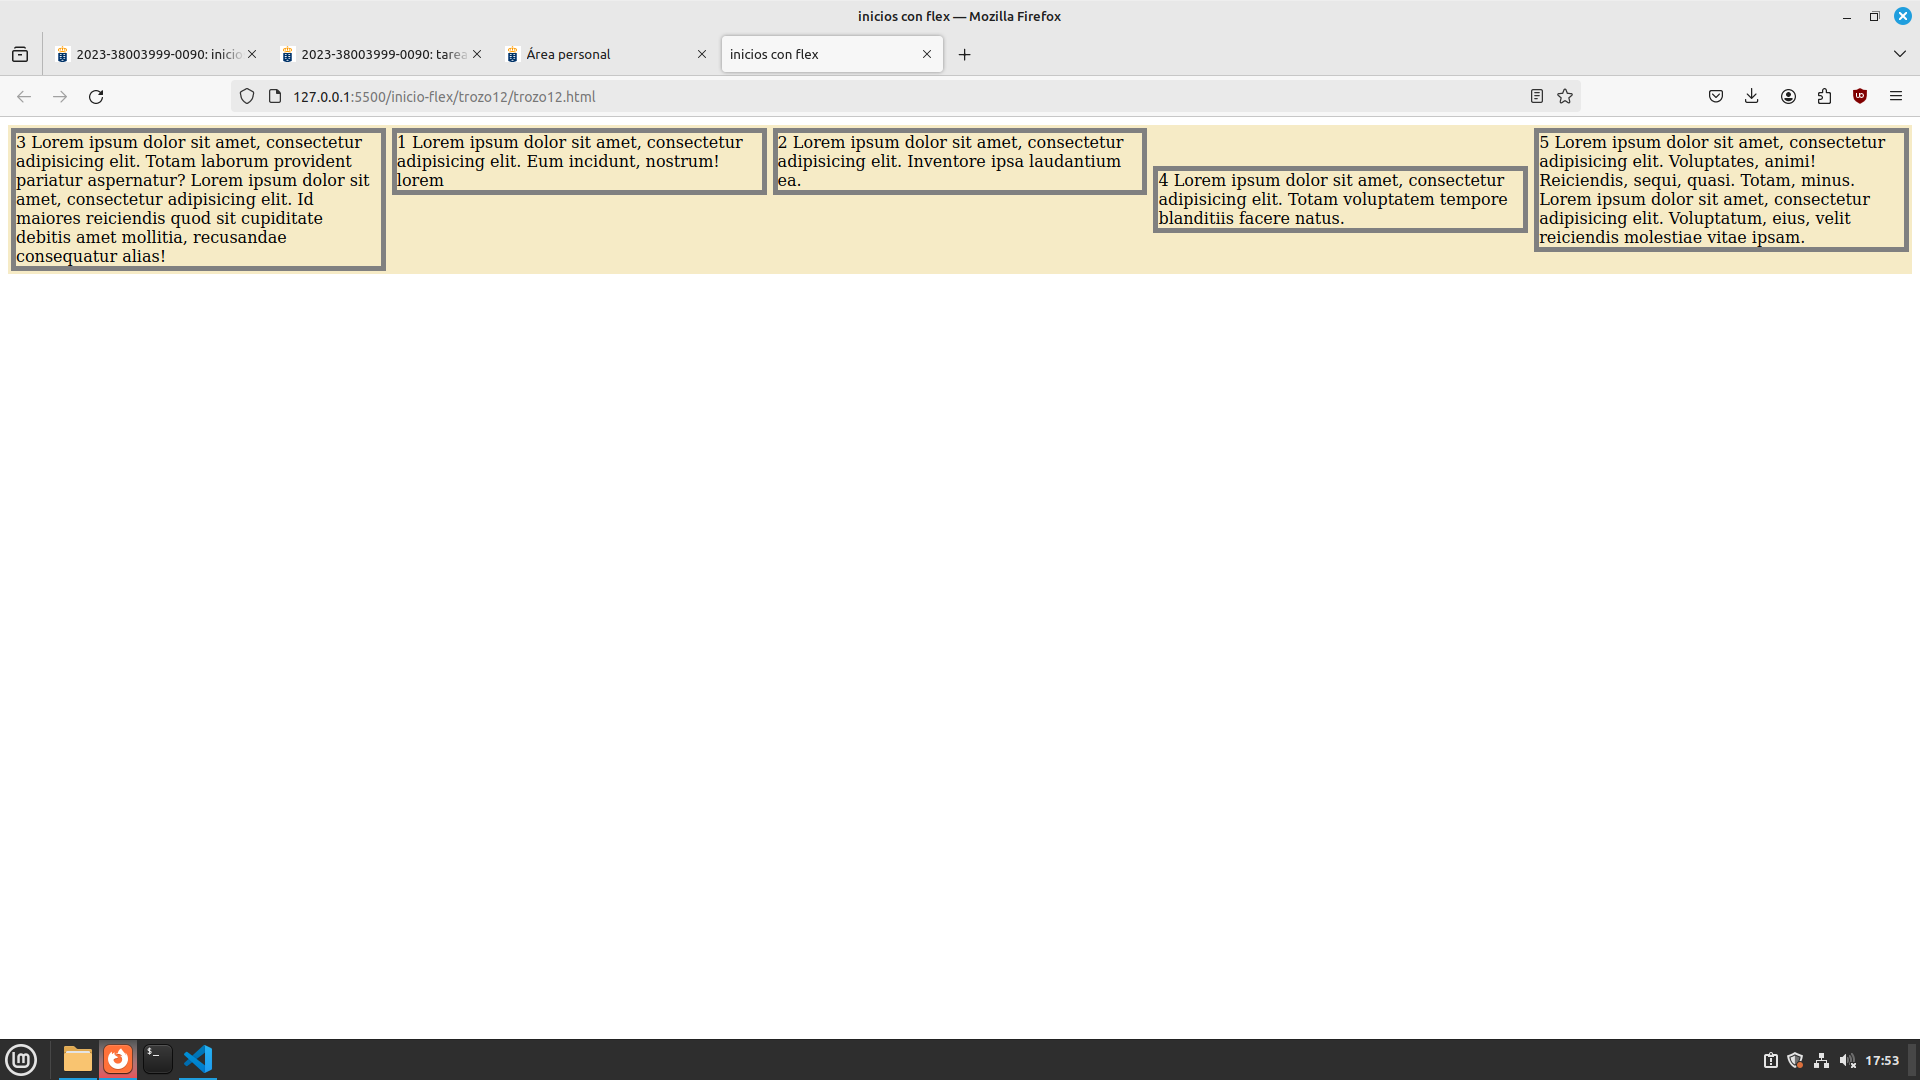 inicios con flex — Mozilla Firefox
2023-38003999-0090: inicio
2023-38003999-0090: tarea
Área personal
inicios con flex
127.0.0.1:5500/inicio-flex/trozo12/trozo12.html
3 Lorem ipsum dolor sit amet, consectetur
adipisicing elit. Totam laborum provident
pariatur aspernatur? Lorem ipsum dolor sit
amet, consectetur adipisicing elit. Id
maiores reiciendis quod sit cupiditate
debitis amet mollitia, recusandae
consequatur alias!
1 Lorem ipsum dolor sit amet, consectetur
adipisicing elit. Eum incidunt, nostrum!
lorem
2 Lorem ipsum dolor sit amet, consectetur
adipisicing elit. Inventore ipsa laudantium
ea.
4 Lorem ipsum dolor sit amet, consectetur
adipisicing elit. Totam voluptatem tempore
blanditiis facere natus.
5 Lorem ipsum dolor sit amet, consectetur
adipisicing elit. Voluptates, animi!
Reiciendis, sequi, quasi. Totam, minus.
Lorem ipsum dolor sit amet, consectetur
adipisicing elit. Voluptatum, eius, velit
reiciendis molestiae vitae ipsam.
17:53